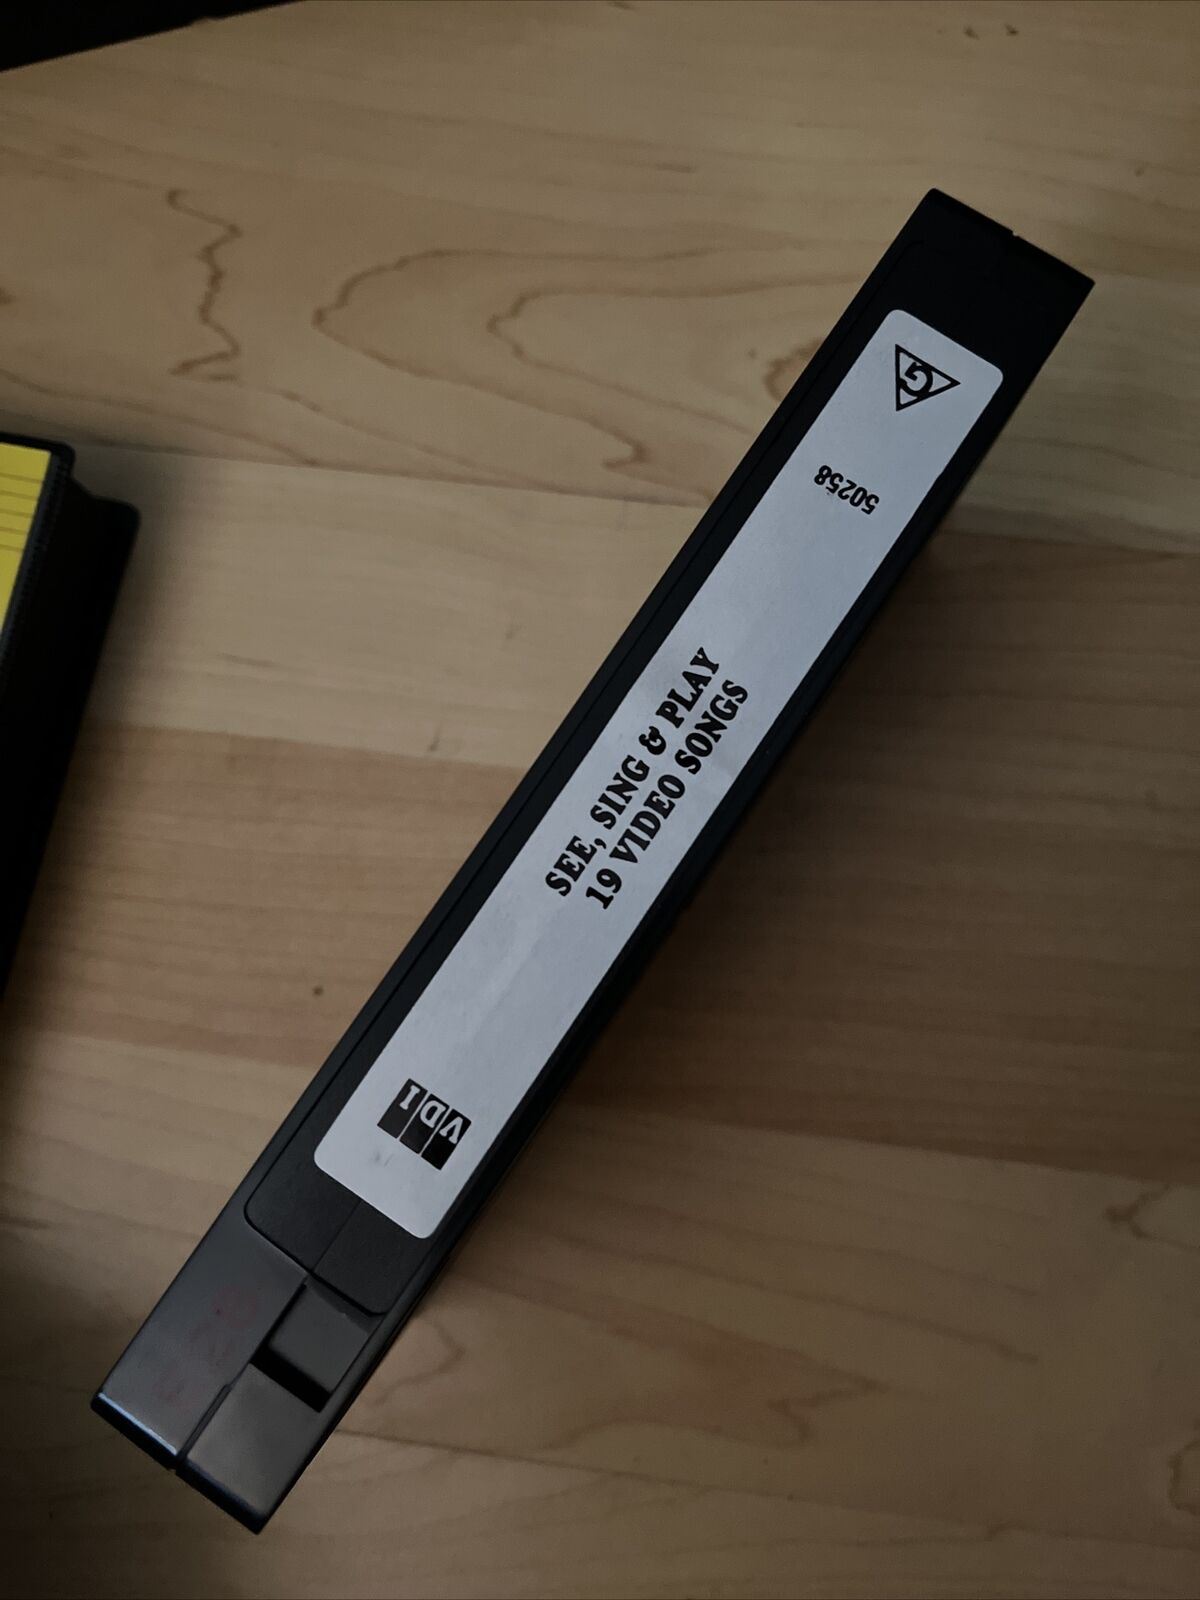 G
50258
SEE, SING & PLAY
19 VIDEO SONGS
VDI